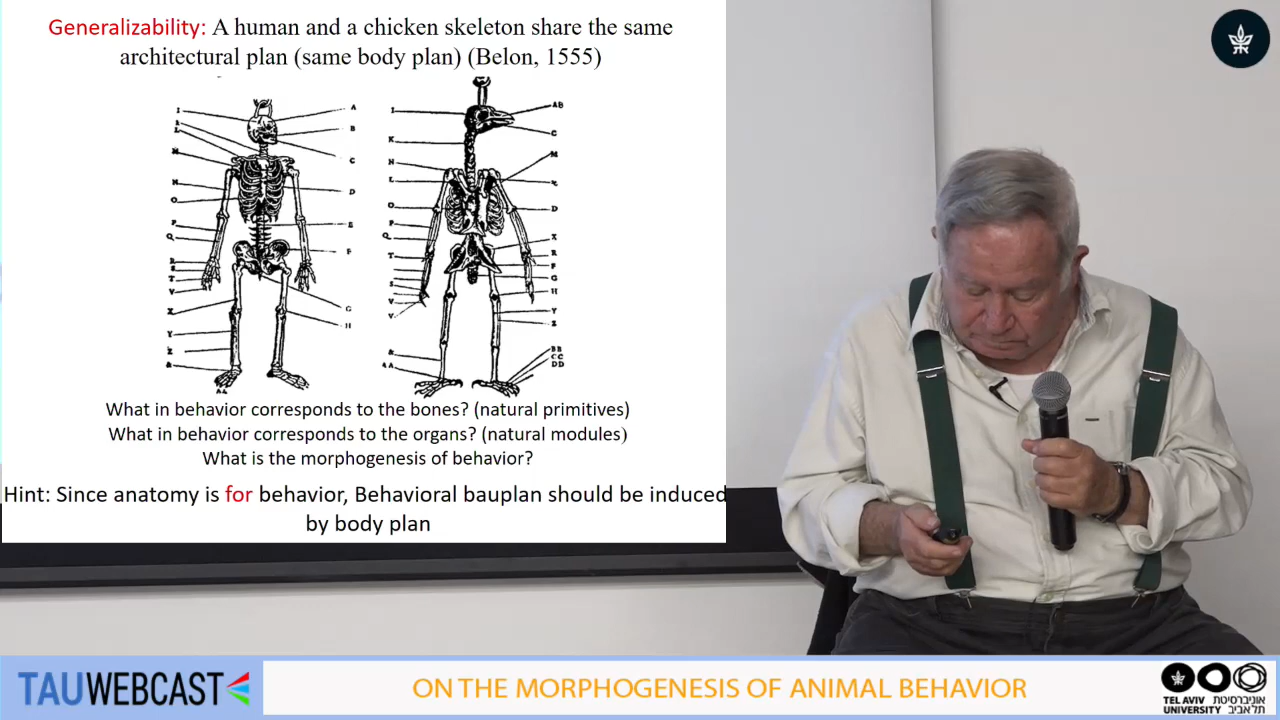 Generalizability: A human and a chicken skeleton share the same
architectural plan (same body plan) (Belon, 1555)
What in behavior corresponds to the bones? (natural primitives)
What in behavior corresponds to the organs? (natural modules)
What is the morphogenesis of behavior?
Hint: Since anatomy is for behavior, Behavioral bauplan should be induced
by body plan
TAUWEBCAST
ON THE MORPHOGENESIS OF ANIMAL BEHAVIOR
TEL AVIV אוניברסיטת
UNIVERSITY תל אביב